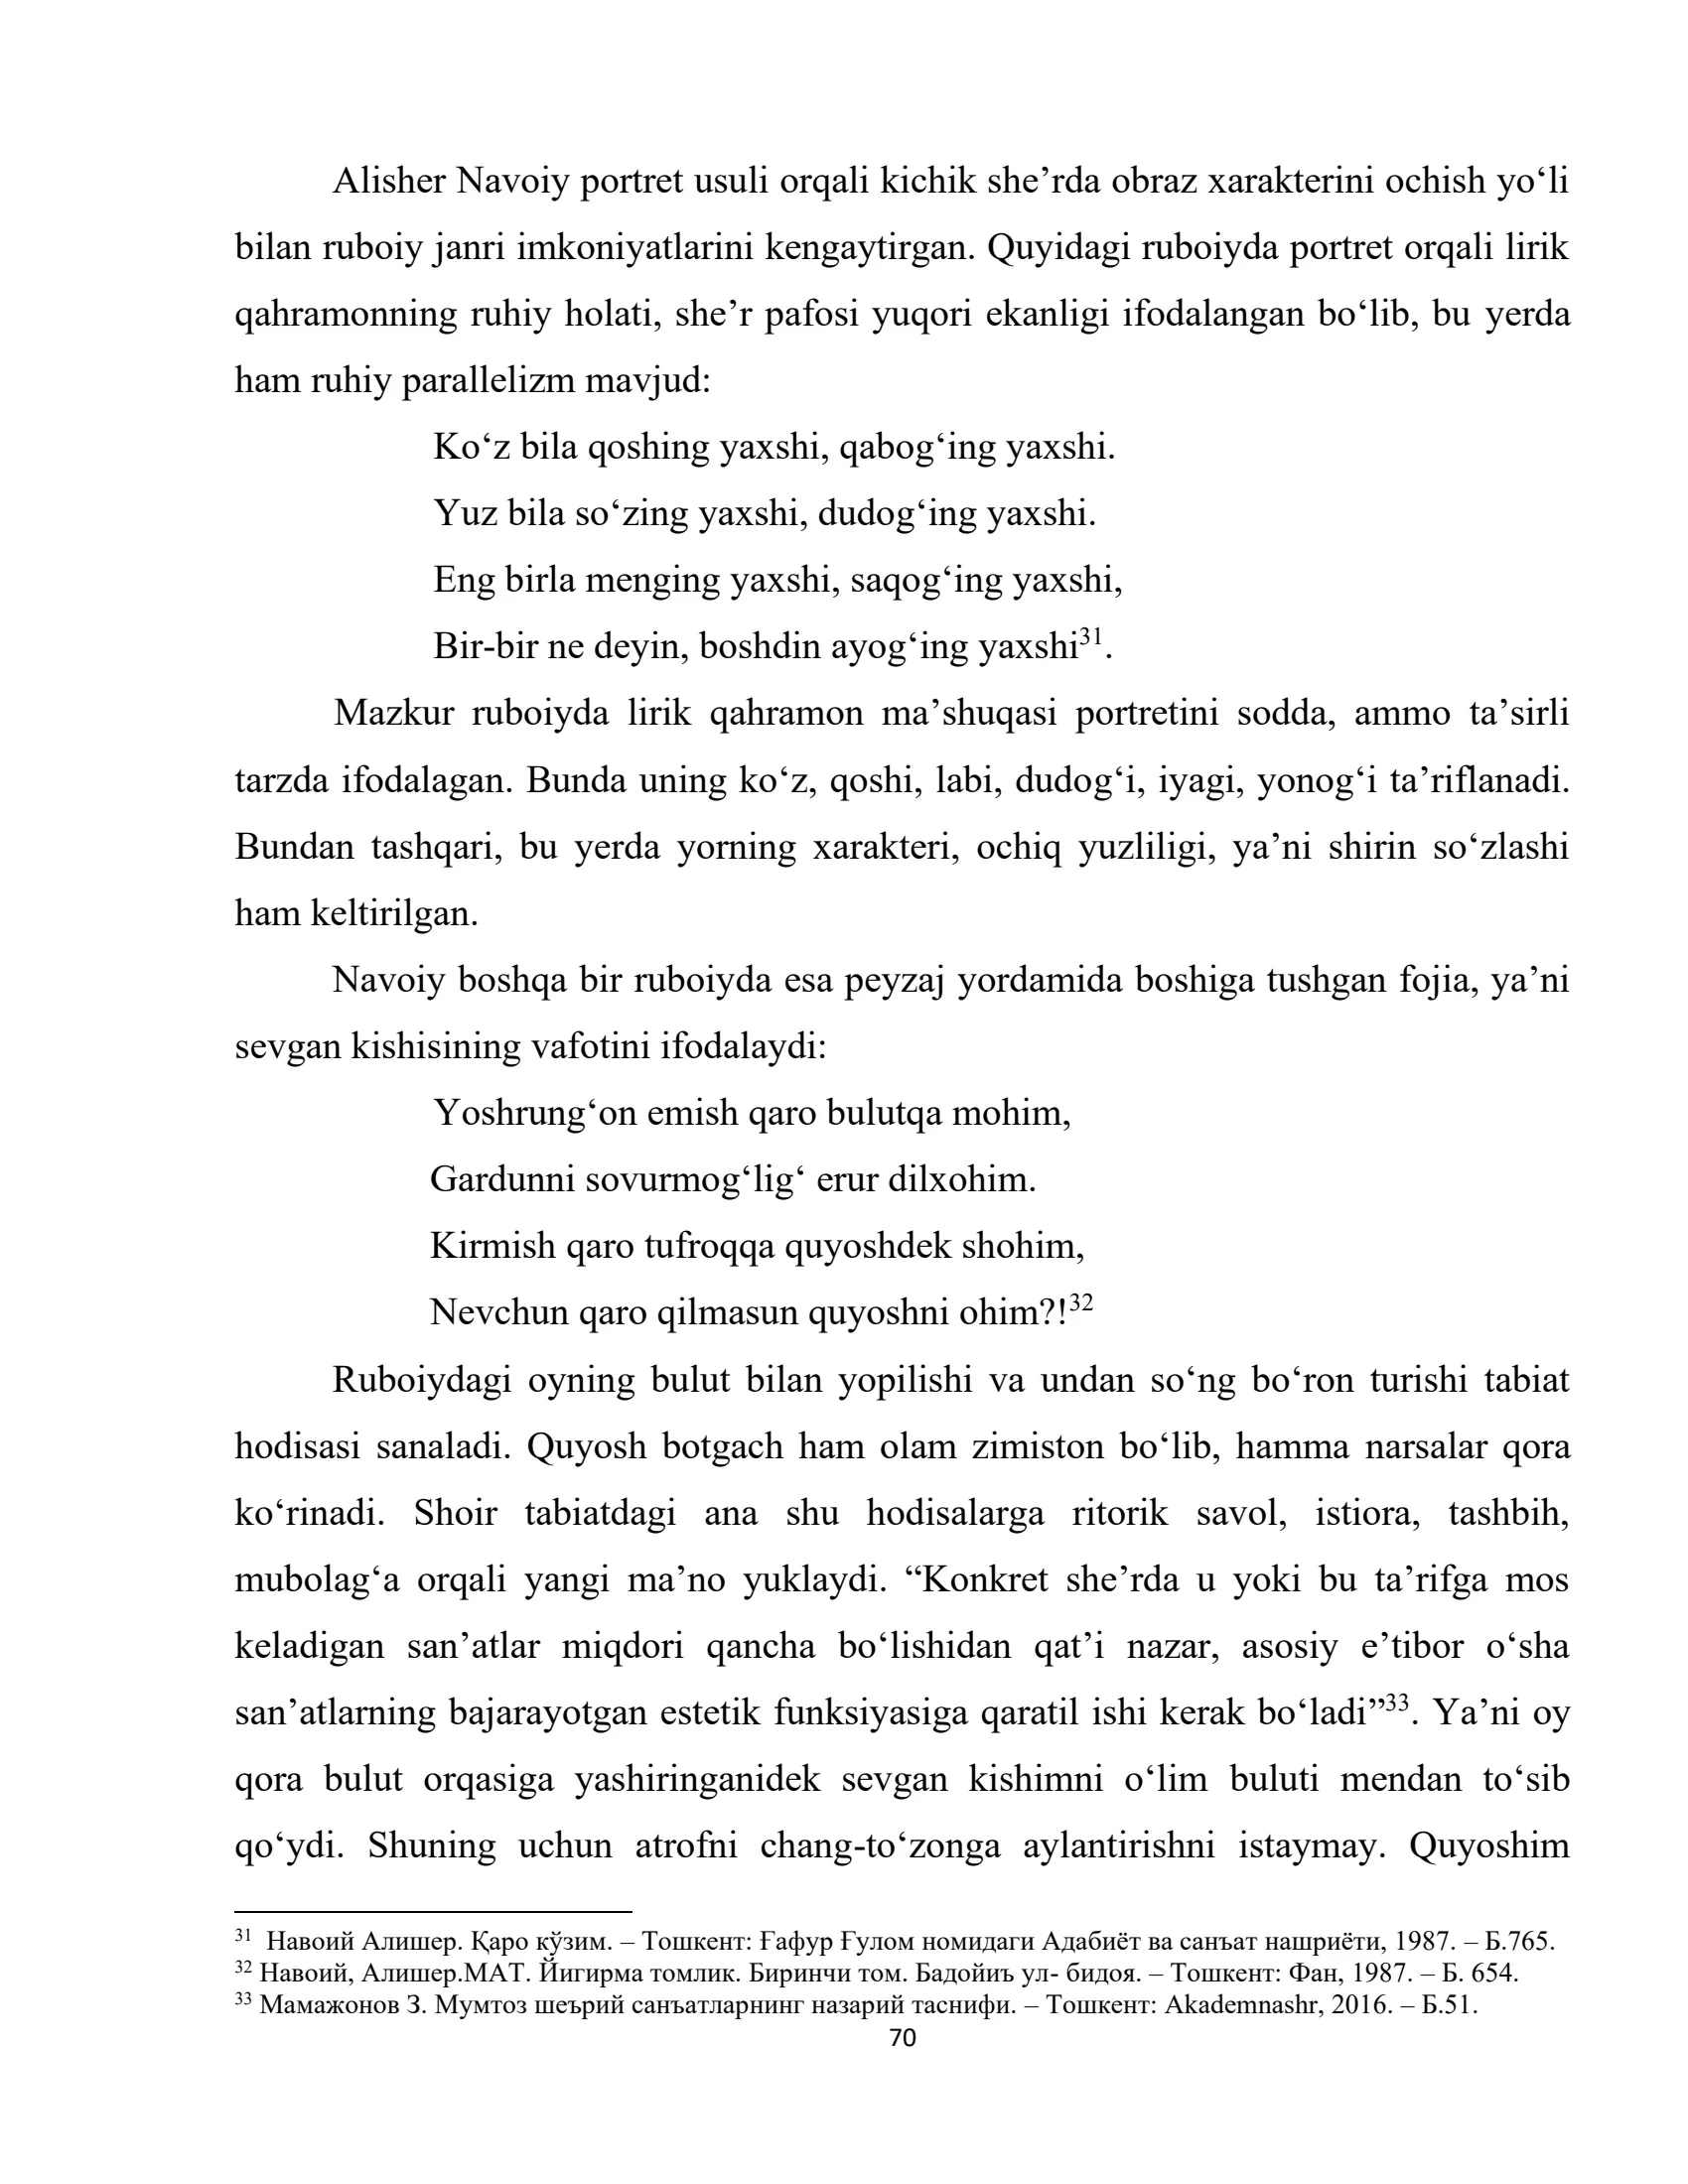 Alisher Navoiy portret usuli orqali kichik she’rda obraz xarakterini ochish yo‘li
bilan ruboiy janri imkoniyatlarini kengaytirgan. Quyidagi ruboiyda portret orqali lirik
qahramonning ruhiy holati, she’r pafosi yuqori ekanligi ifodalangan bo‘lib, bu yerda
ham ruhiy parallelizm mavjud:
Ko‘z bila qoshing yaxshi, qabog‘ing yaxshi.
Yuz bila so‘zing yaxshi, dudog‘ing yaxshi.
Eng birla menging yaxshi, saqog‘ing yaxshi,
Bir-bir ne deyin, boshdin ayog‘ing yaxshi31.
Mazkur ruboiyda lirik qahramon ma’shuqasi portretini sodda, ammo ta’sirli
tarzda ifodalagan. Bunda uning ko‘z, qoshi, labi, dudog‘i, iyagi, yonog‘i ta’riflanadi.
Bundan tashqari, bu yerda yorning xarakteri, ochiq yuzliligi, ya’ni shirin so‘zlashi
ham keltirilgan.
Navoiy boshqa bir ruboiyda esa peyzaj yordamida boshiga tushgan fojia, ya’ni
sevgan kishisining vafotini ifodalaydi:
Yoshrung‘on emish qaro bulutqa mohim,
Gardunni sovurmog‘lig‘ erur dilxohim.
Kirmish qaro tufroqqa quyoshdek shohim,
Nevchun qaro qilmasun quyoshni ohim?!32
Ruboiydagi oyning bulut bilan yopilishi va undan so‘ng bo‘ron turishi tabiat
hodisasi sanaladi. Quyosh botgach ham olam zimiston bo‘lib, hamma narsalar qora
ko‘rinadi. Shoir tabiatdagi ana shu hodisalarga ritorik savol, istiora, tashbih,
mubolag‘a orqali yangi ma’no yuklaydi. “Konkret she’rda u yoki bu ta’rifga mos
keladigan san’atlar miqdori qancha bo‘lishidan qat’i nazar, asosiy e’tibor o‘sha
san’atlarning bajarayotgan estetik funksiyasiga qaratil ishi kerak bo‘ladi”33. Ya’ni oy
qora bulut orqasiga yashiringanidek sevgan kishimni o‘lim buluti mendan to‘sib
qo‘ydi. Shuning uchun atrofni chang-to‘zonga aylantirishni istaymay. Quyoshim
31 Навоий Алишер. Қаро кўзим. – Тошкент: Ғафур Ғулом номидаги Адабиёт ва санъат нашриёти, 1987. – Б.765.
32 Навоий, Алишер.МАТ. Йигирма томлик. Биринчи том. Бадойиъ ул- бидоя. – Тошкент: Фан, 1987. – Б. 654.
33 Мамажонов З. Мумтоз шеърий санъатларнинг назарий таснифи. – Тошкент: Akademnashr, 2016. – Б.51.
70